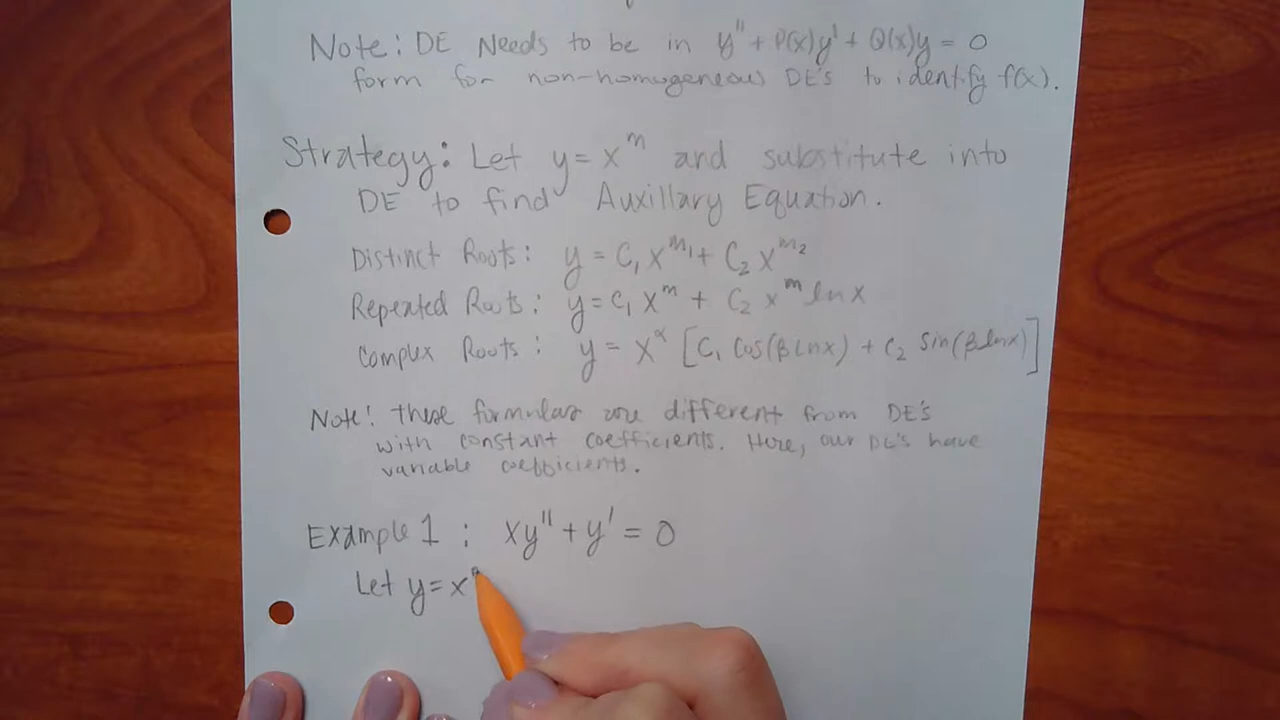 Note: DE Needs to be in y'' + P(x)y' + Q(x)y = 0
form for non-homogeneous DE's to identify f(x).
Strategy: Let y = x^m and substitute into
DE to find Auxillary Equation.
Distinct Roots: y = C₁ x^m₁ + C₂ x^m₂
Repeated Roots: y = C₁ x^m + C₂ x^m ln x
Complex Roots: y = x^α [C₁ cos(β ln x) + C₂ sin(β ln x)]
Note! these formulas are different from DE's
with constant coefficients. Here, our DE's have
variable coefficients.
Example 1 : xy'' + y' = 0
Let y = x